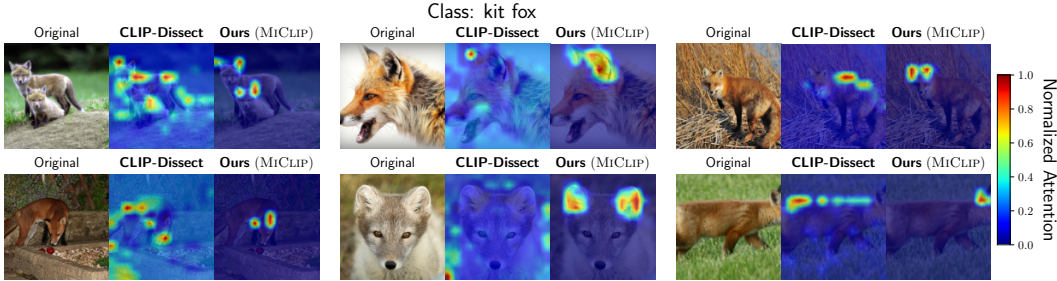 Class: kit fox
Original CLIP-Dissect Ours (MICLIP) Original CLIP-Dissect Ours (MICLIP) Original CLIP-Dissect Ours (MICLIP)
Original CLIP-Dissect Ours (MICLIP) Original CLIP-Dissect Ours (MICLIP) Original CLIP-Dissect Ours (MICLIP)
1.0
0.8
0.6
0.4
0.2
0.0
Normalized Attention